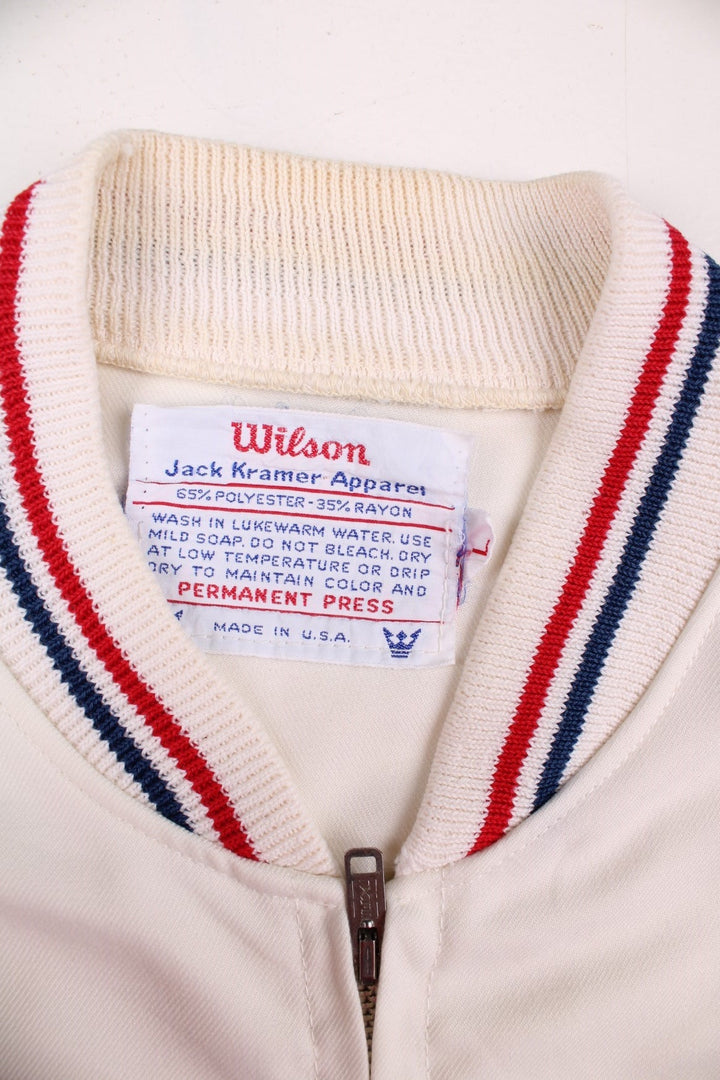 Wilson
Jack Kramer Apparel
65% POLYESTER - 35% RAYON
WASH IN LUKEWARM WATER. USE
MILD SOAP. DO NOT BLEACH. DRY
AT LOW TEMPERATURE OR DRIP
DRY TO MAINTAIN COLOR AND
PERMANENT PRESS
MADE IN U.S.A.
L